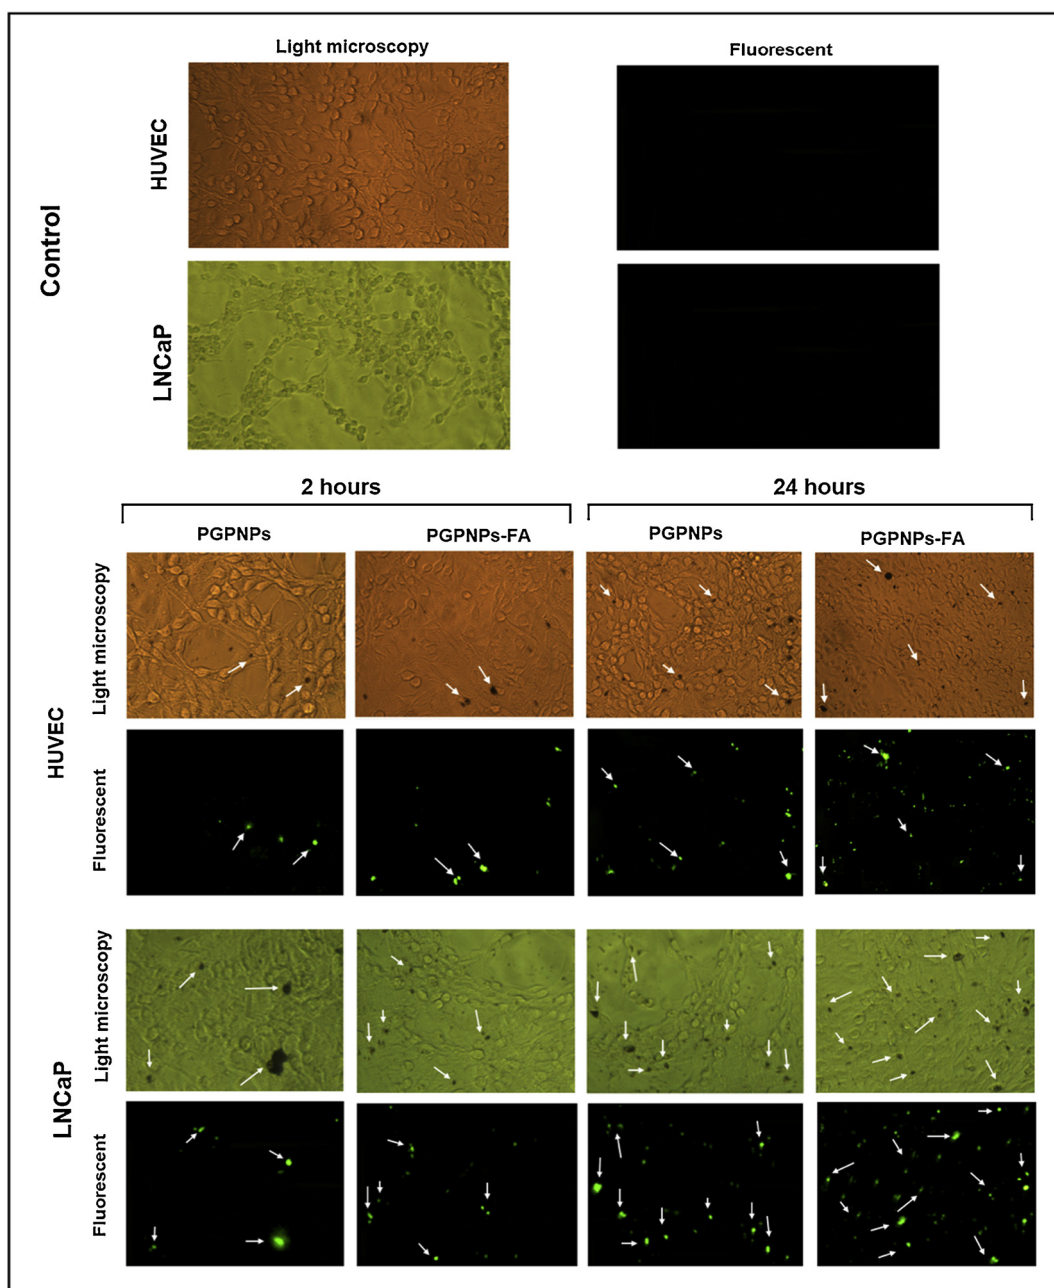 Light microscopy
Fluorescent
Control
HUVEC
LNCaP
2 hours
24 hours
PGPNPs
PGPNPs-FA
PGPNPs
PGPNPs-FA
HUVEC
Light microscopy
Fluorescent
LNCaP
Light microscopy
Fluorescent